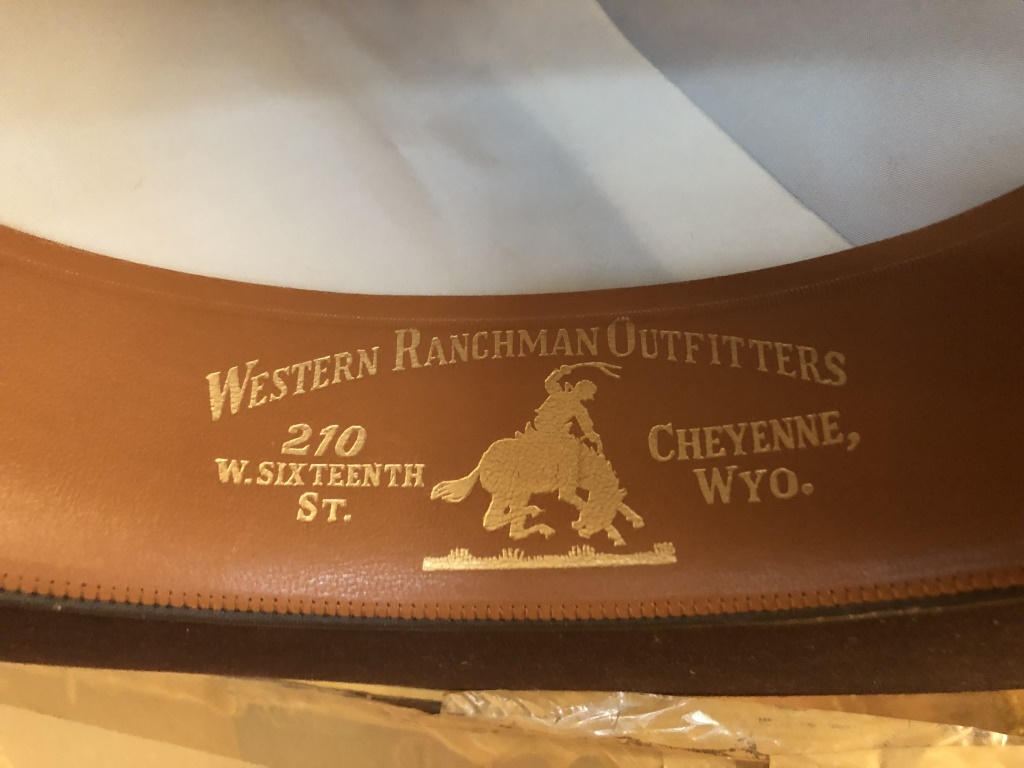 WESTERN RANCHMAN OUTFITTERS
210
W. SIXTEENTH
ST.
CHEYENNE,
WYO.